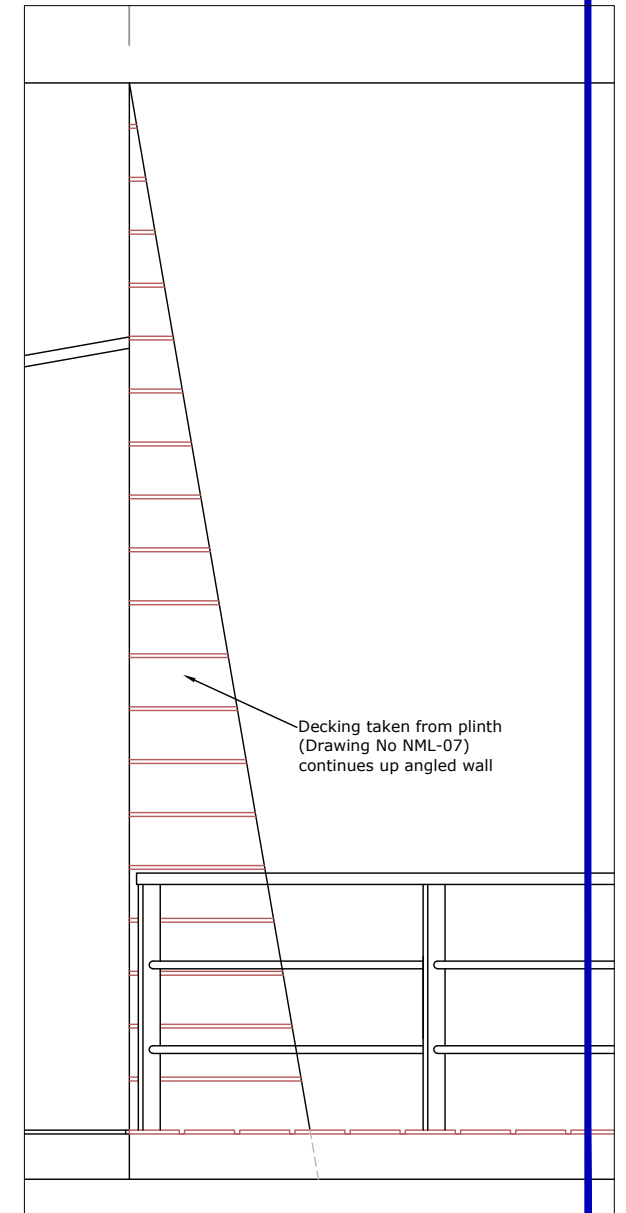 Decking taken from plinth
(Drawing No NML-07)
continues up angled wall